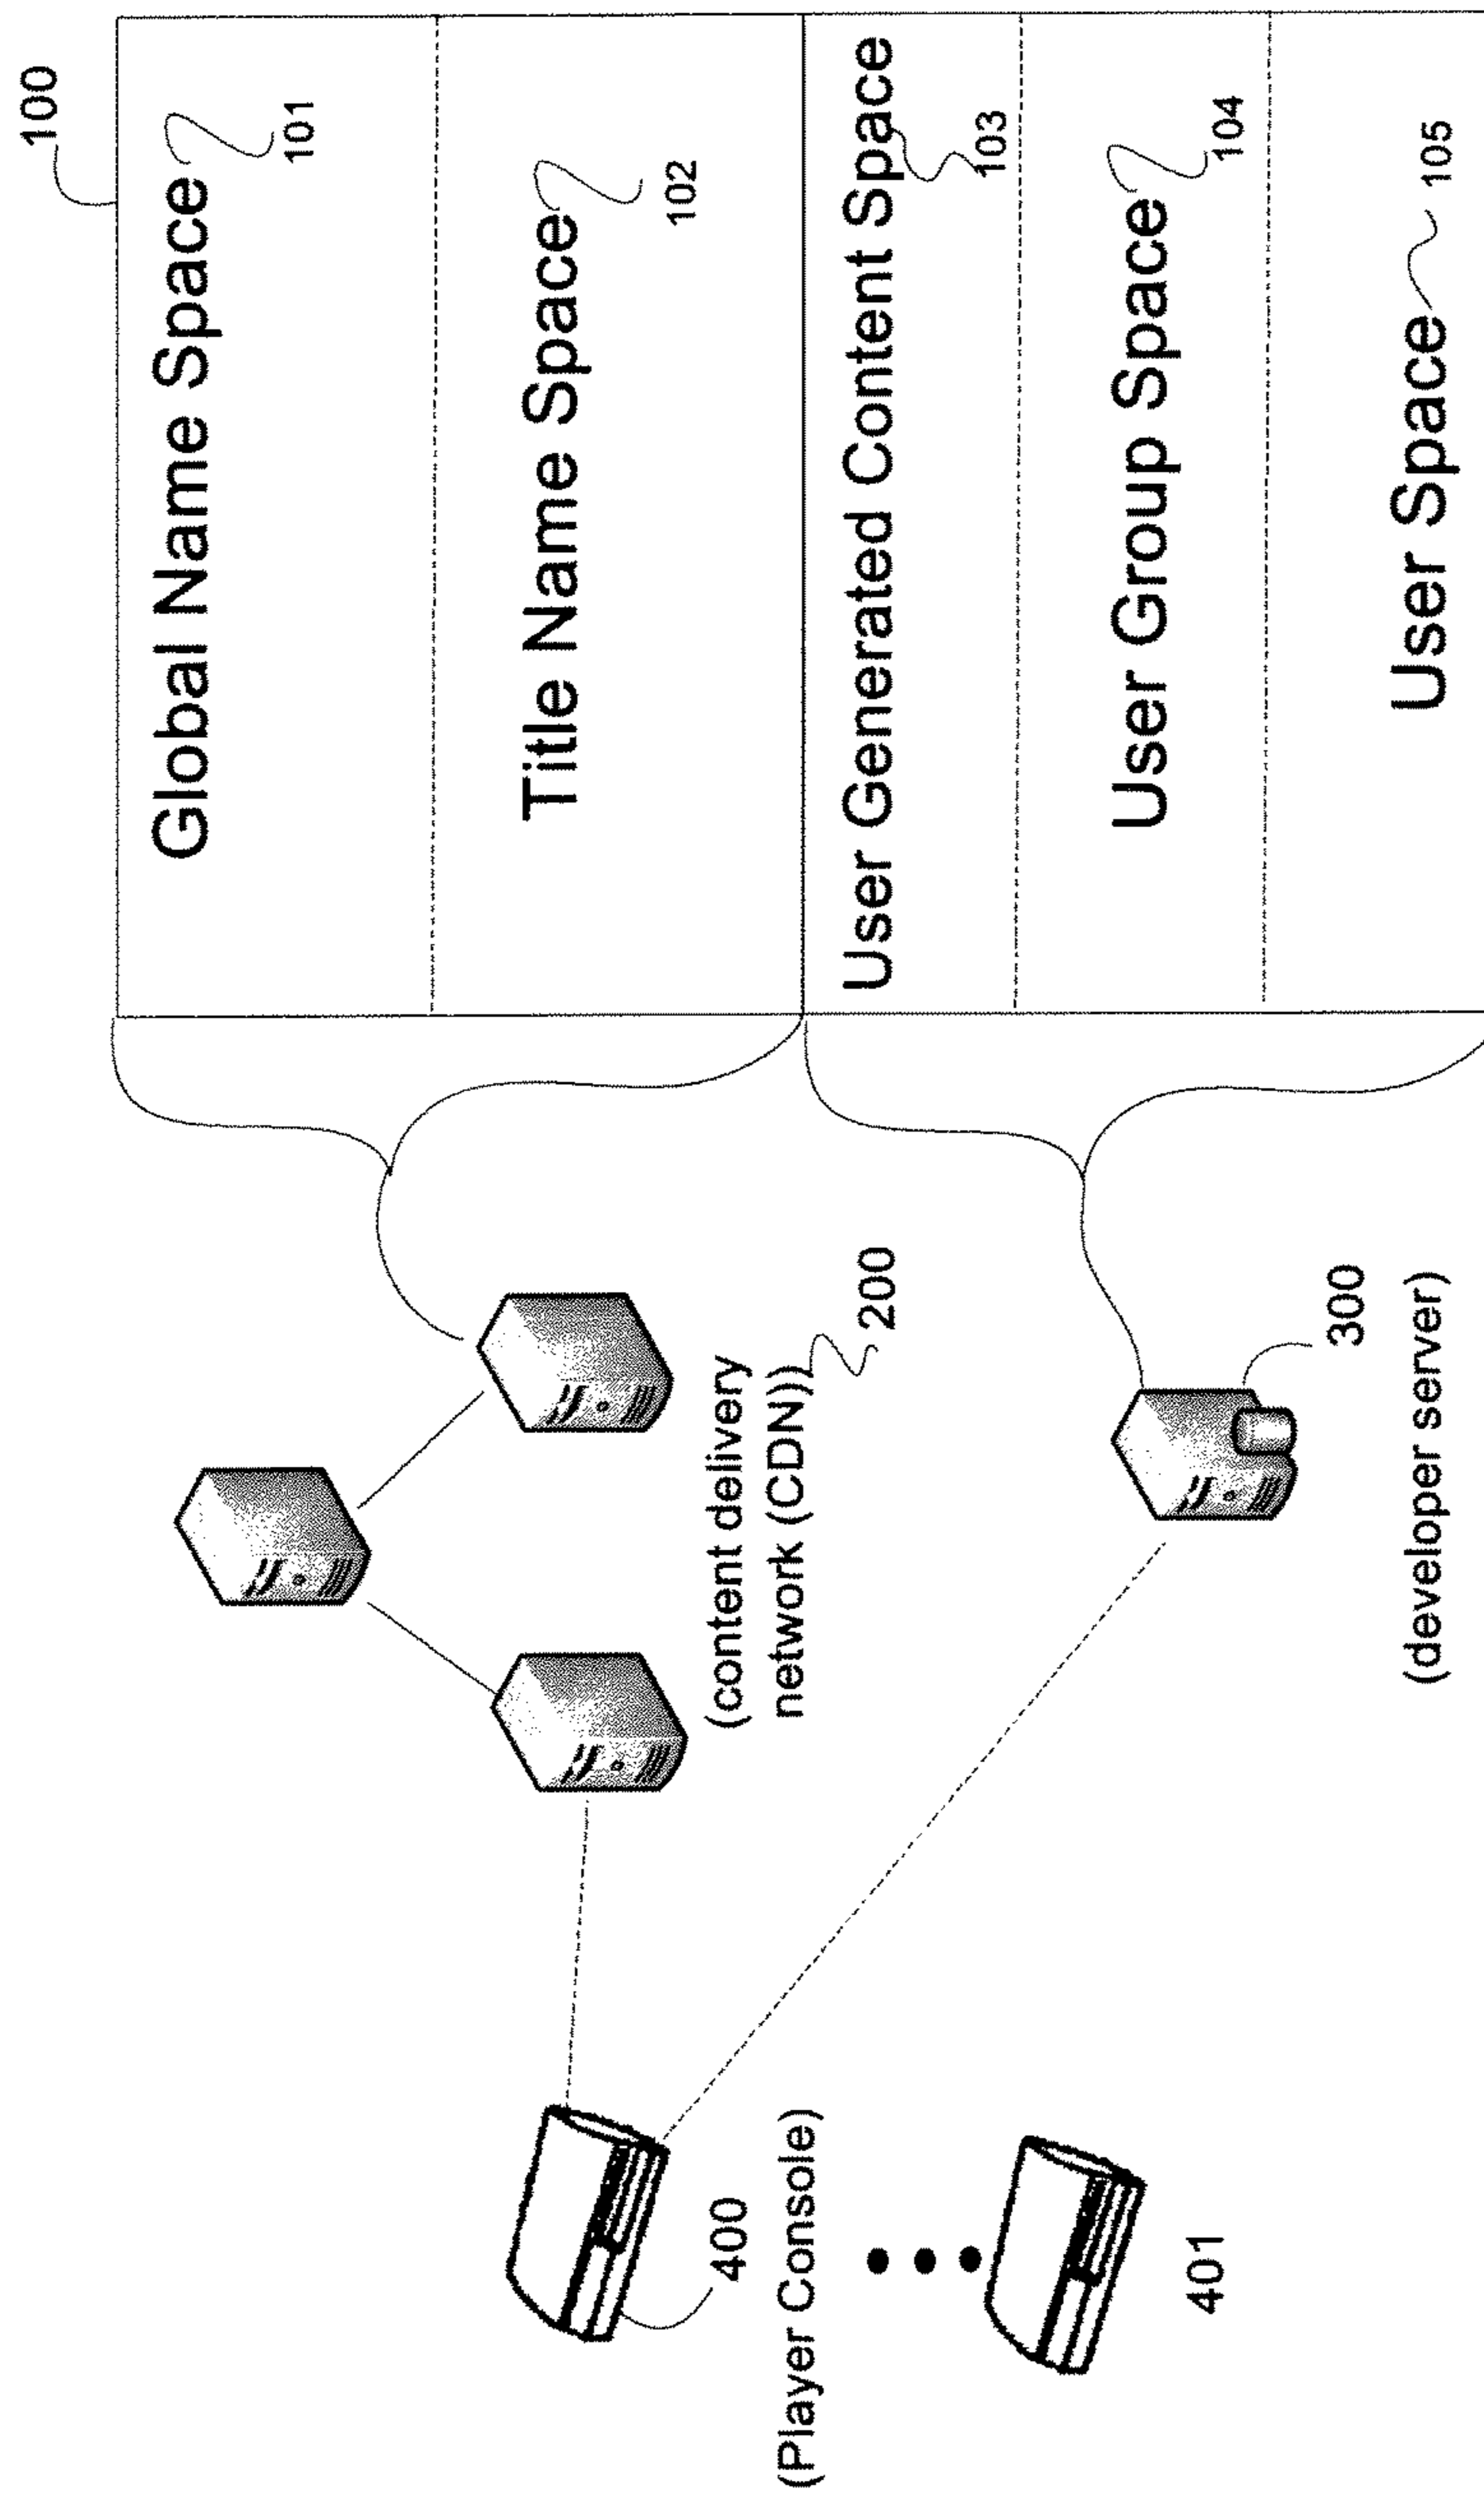 100
Global Name Space
101
Title Name Space
102
User Generated Content Space
103
User Group Space
104
User Space
105
(content delivery
network (CDN))
200
300
(developer server)
400
(Player Console)
401